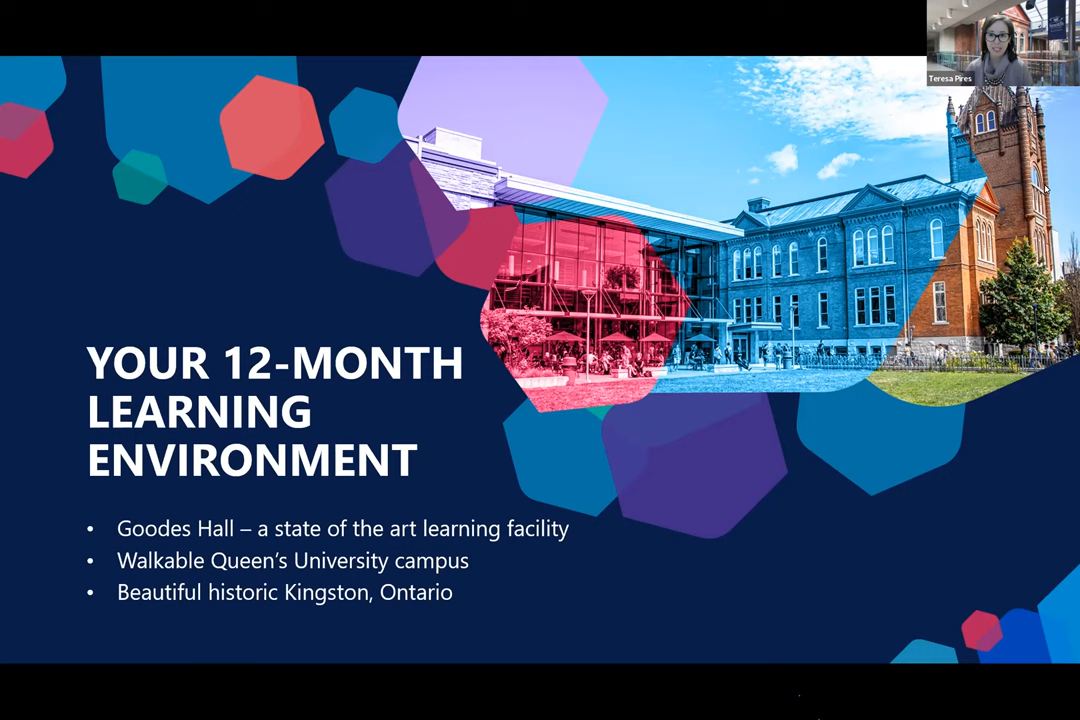 Teresa Pires
YOUR 12-MONTH
LEARNING
ENVIRONMENT
• Goodes Hall – a state of the art learning facility
• Walkable Queen's University campus
• Beautiful historic Kingston, Ontario